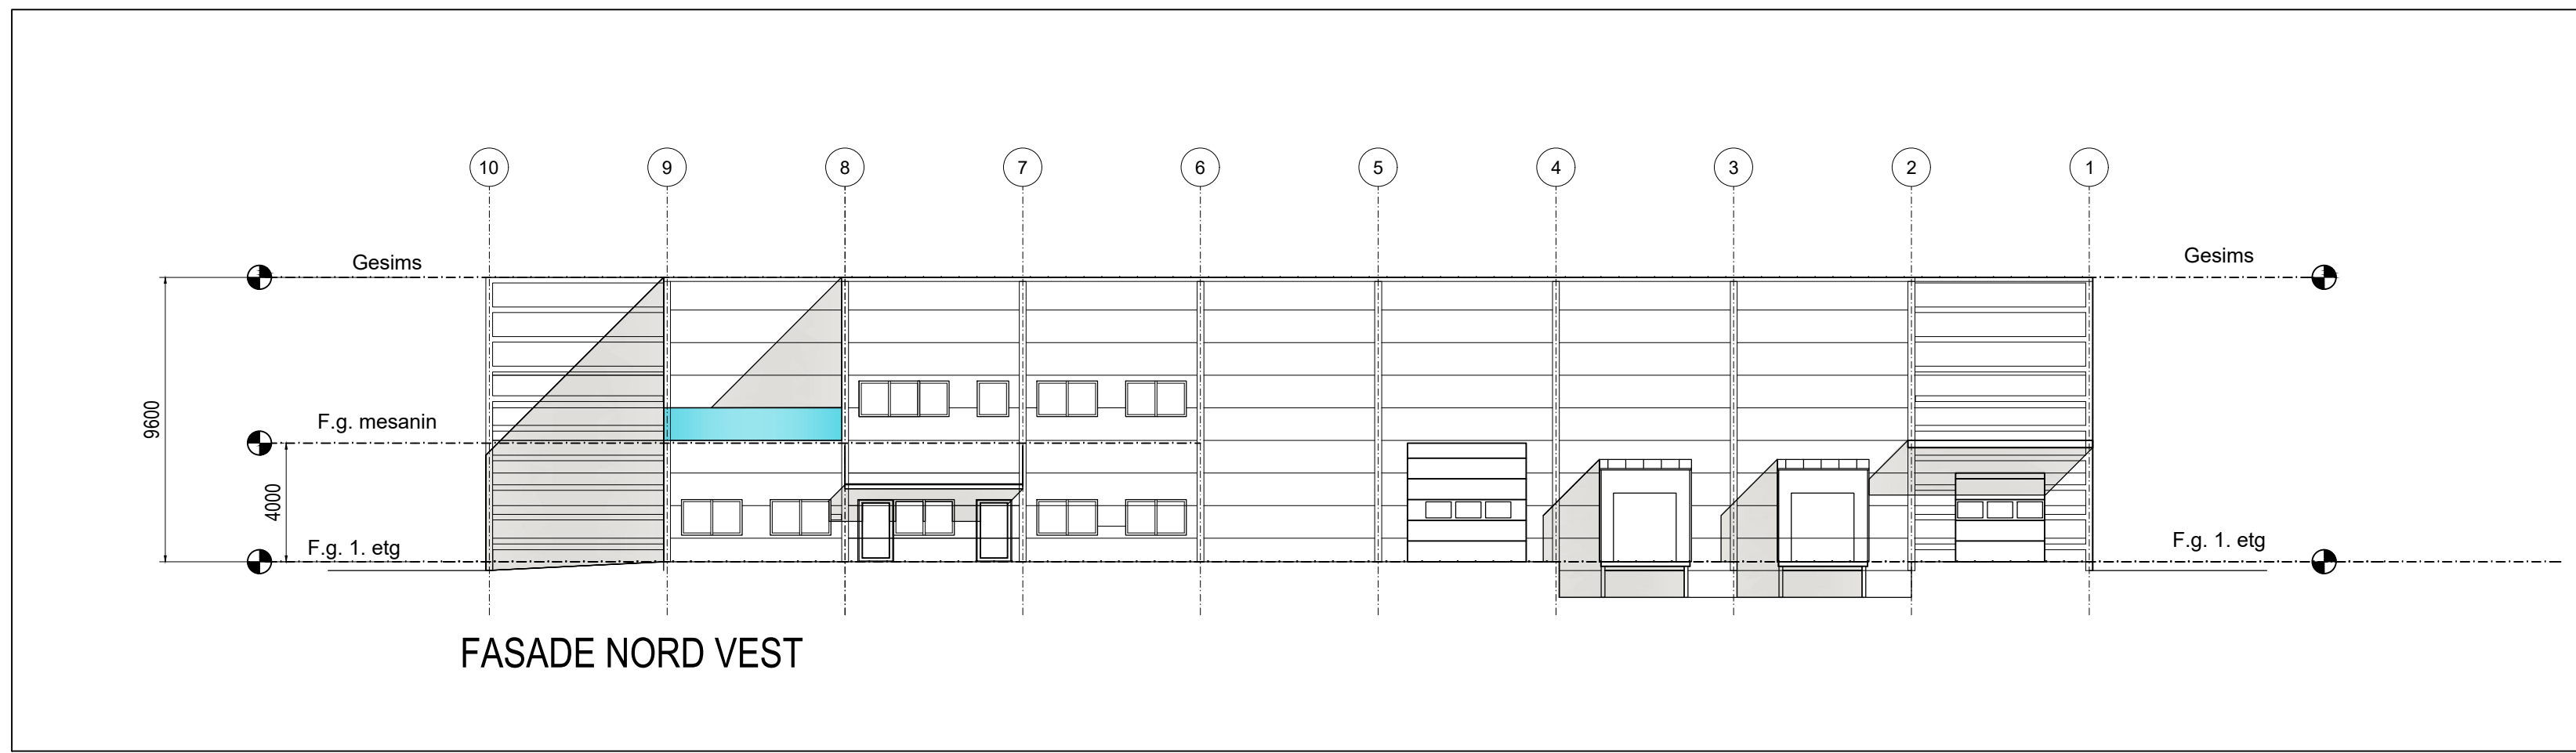 10 9 8 7 6 5 4 3 2 1
Gesims Gesims
9600
F.g. mesanin
4000
F.g. 1. etg F.g. 1. etg
FASADE NORD VEST